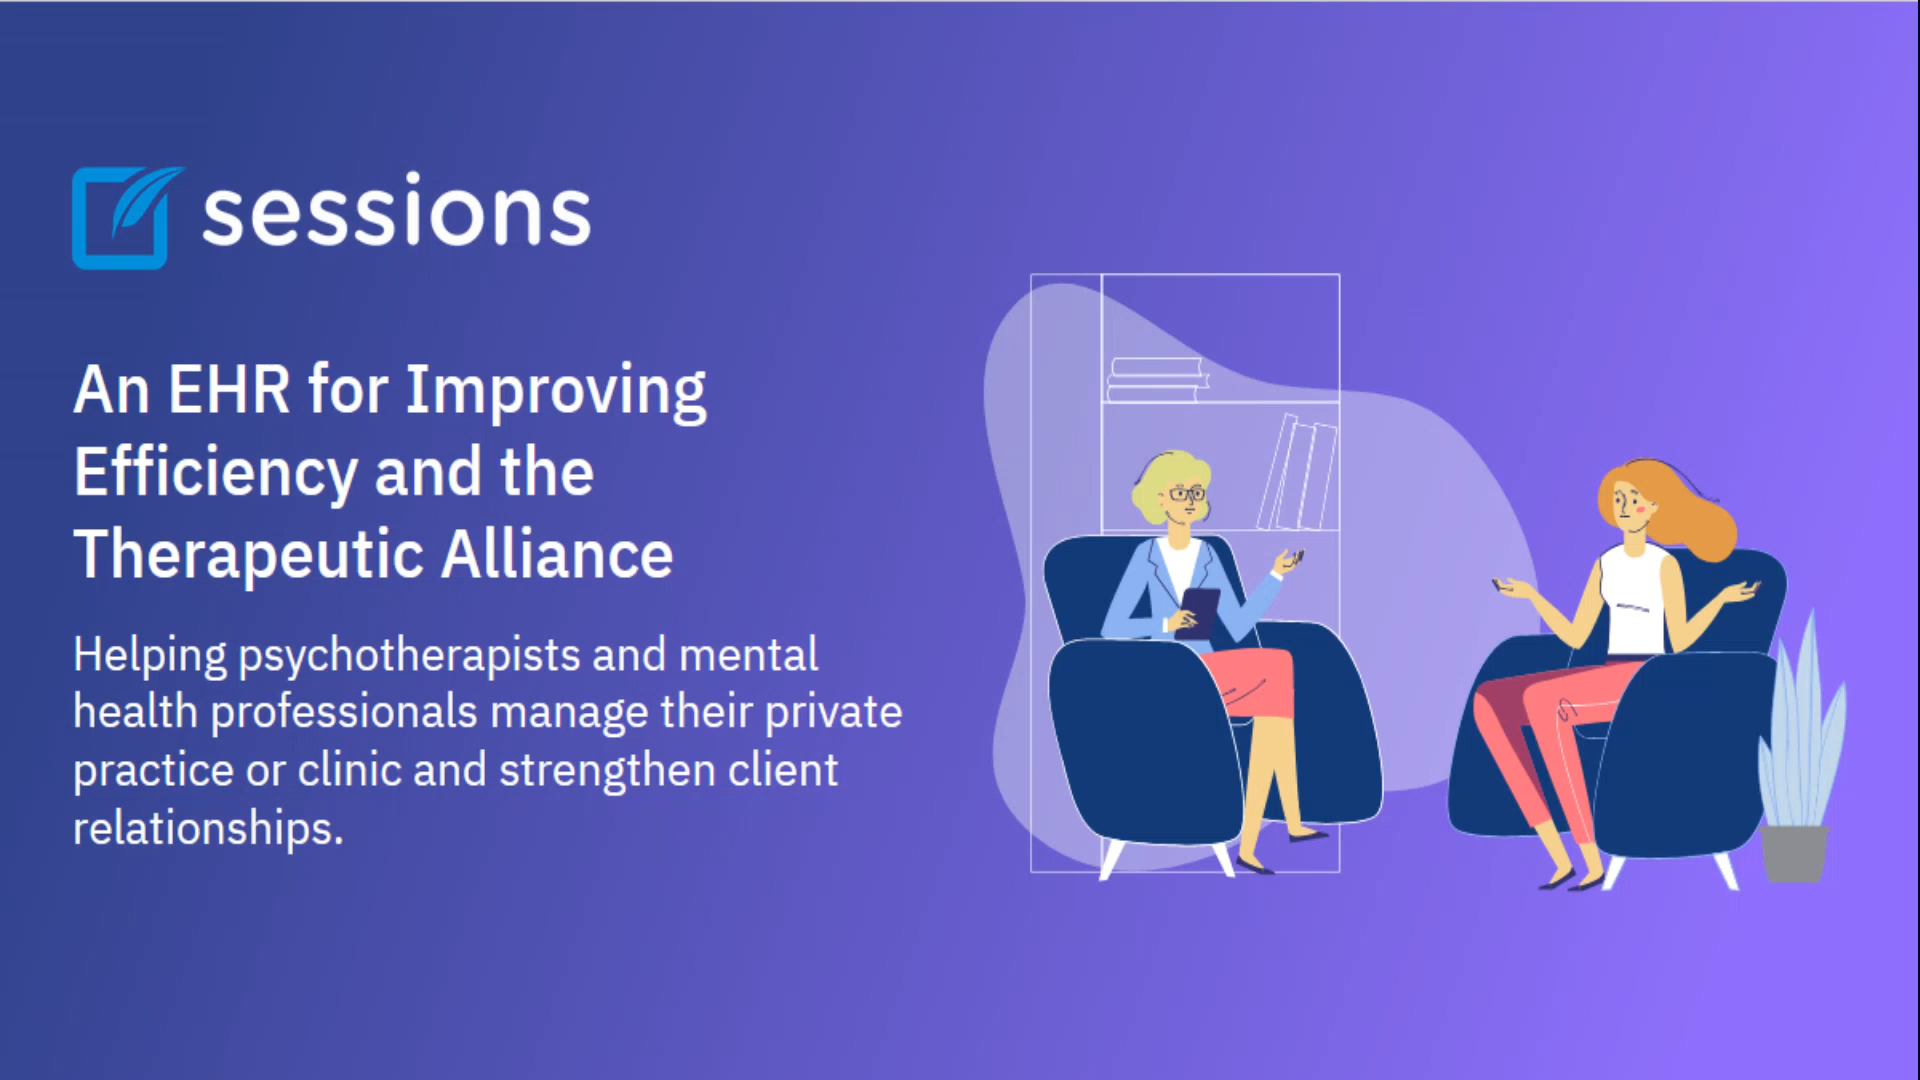 sessions
An EHR for Improving
Efficiency and the
Therapeutic Alliance
Helping psychotherapists and mental
health professionals manage their private
practice or clinic and strengthen client
relationships.